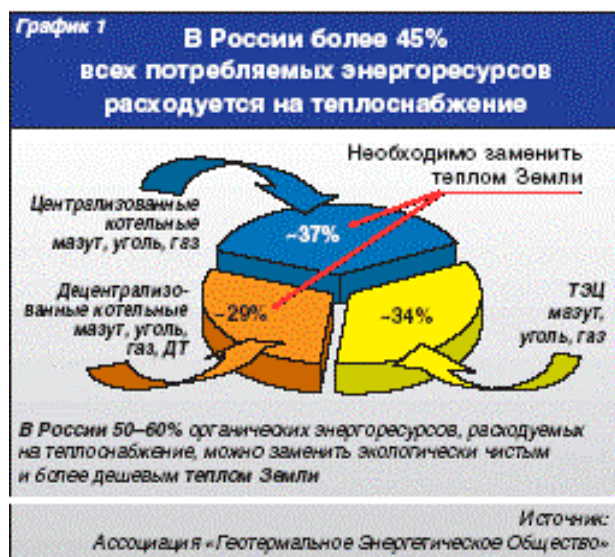 График 1
В России более 45%
всех потребляемых энергоресурсов
расходуется на теплоснабжение
Необходимо заменить
теплом Земли
Централизованные
котельные
мазут, уголь, газ
~37%
Децентрализо-
ванные котельные
мазут, уголь,
газ, ДТ
~29%
~34%
ТЭЦ
мазут,
уголь, газ
В России 50–60% органических энергоресурсов, расходуемых
на теплоснабжение, можно заменить экологически чистым
и более дешевым теплом Земли
Источник:
Ассоциация «Геотермальное Энергетическое Общество»